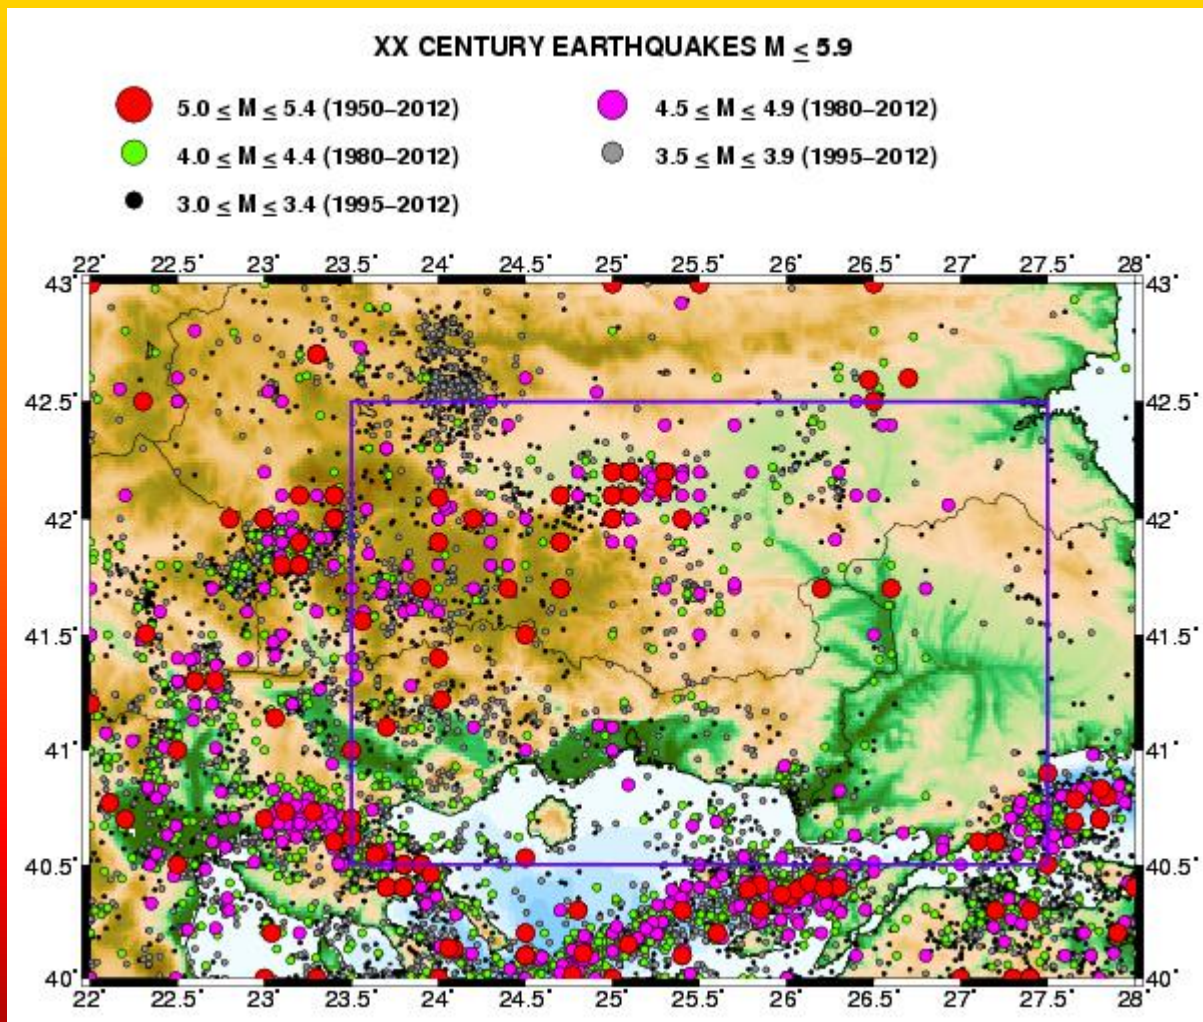 XX CENTURY EARTHQUAKES M ≤ 5.9
5.0 ≤ M ≤ 5.4 (1950–2012)
4.5 ≤ M ≤ 4.9 (1980–2012)
4.0 ≤ M ≤ 4.4 (1980–2012)
3.5 ≤ M ≤ 3.9 (1995–2012)
3.0 ≤ M ≤ 3.4 (1995–2012)
22˚ 22.5˚ 23˚ 23.5˚ 24˚ 24.5˚ 25˚ 25.5˚ 26˚ 26.5˚ 27˚ 27.5˚ 28˚
43˚ 43˚
42.5˚ 42.5˚
42˚ 42˚
41.5˚ 41.5˚
41˚ 41˚
40.5˚ 40.5˚
40˚ 40˚
22˚ 22.5˚ 23˚ 23.5˚ 24˚ 24.5˚ 25˚ 25.5˚ 26˚ 26.5˚ 27˚ 27.5˚ 28˚